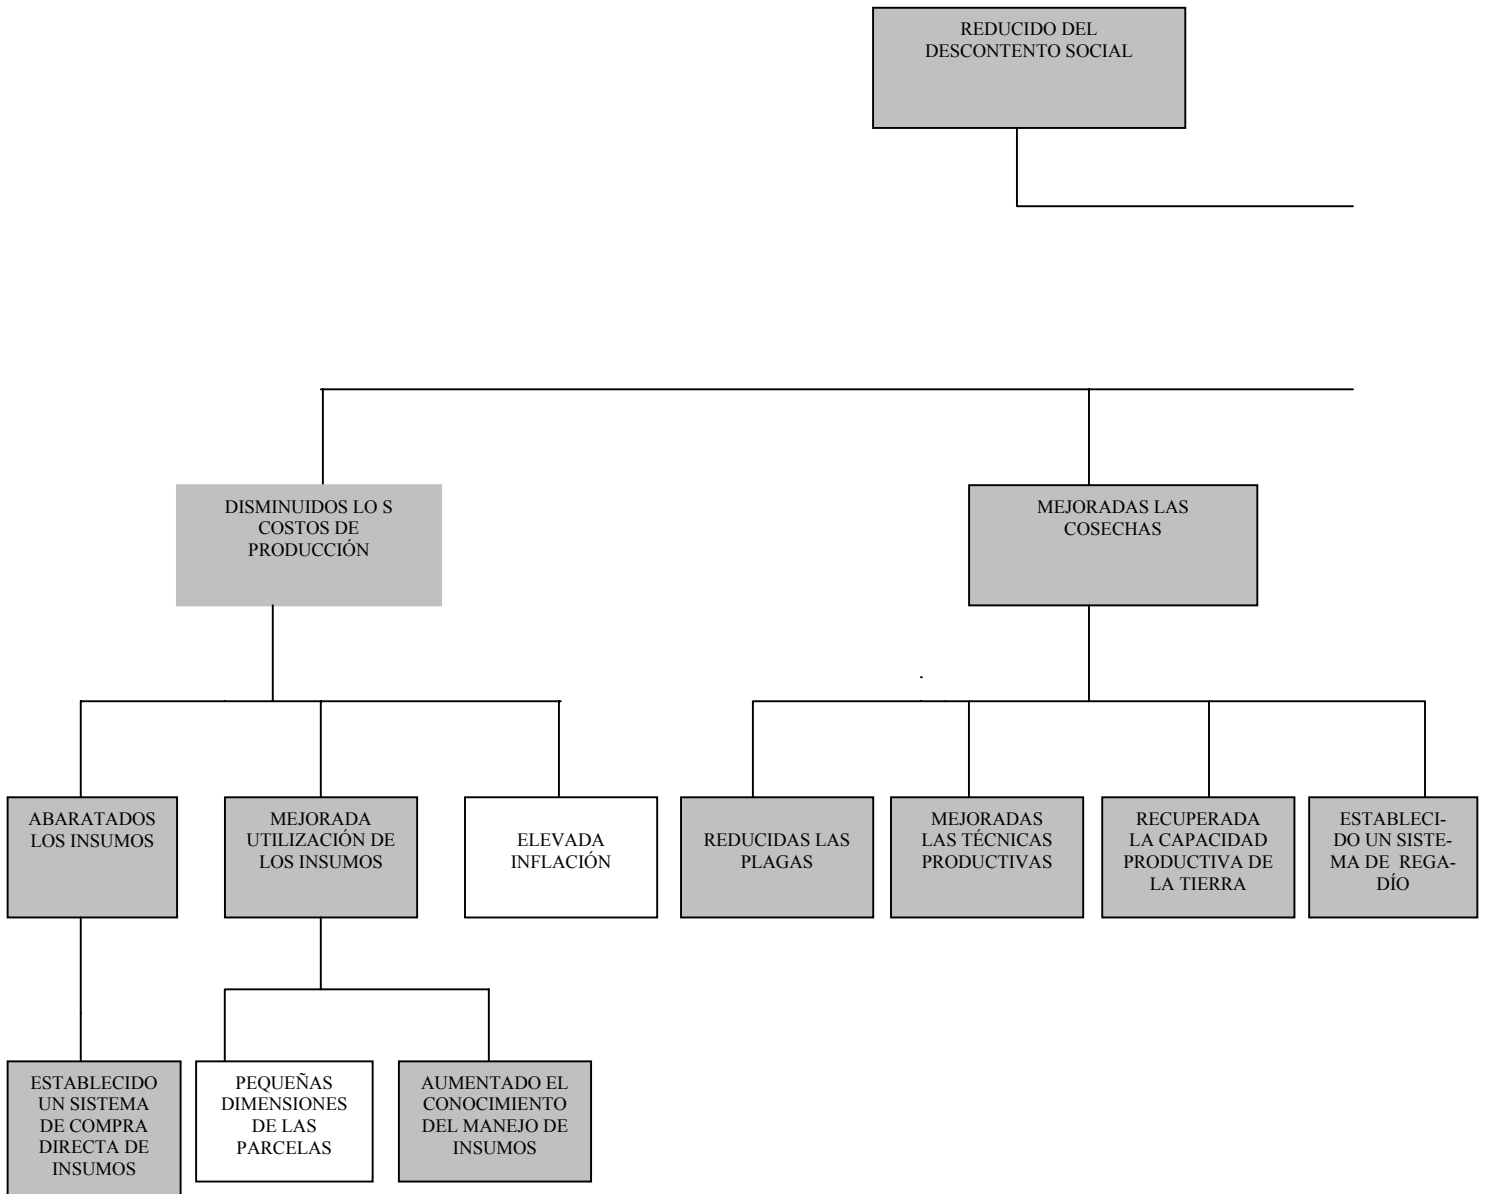 REDUCIDO DEL
DESCONTENTO SOCIAL
DISMINUIDOS LO S
COSTOS DE
PRODUCCIÓN
MEJORADAS LAS
COSECHAS
ABARATADOS
LOS INSUMOS
MEJORADA
UTILIZACIÓN DE
LOS INSUMOS
ELEVADA
INFLACIÓN
REDUCIDAS LAS
PLAGAS
MEJORADAS
LAS TÉCNICAS
PRODUCTIVAS
RECUPERADA
LA CAPACIDAD
PRODUCTIVA DE
LA TIERRA
ESTABLECI-
DO UN SISTE-
MA DE REGA-
DÍO
ESTABLECIDO
UN SISTEMA
DE COMPRA
DIRECTA DE
INSUMOS
PEQUEÑAS
DIMENSIONES
DE LAS
PARCELAS
AUMENTADO EL
CONOCIMIENTO
DEL MANEJO DE
INSUMOS